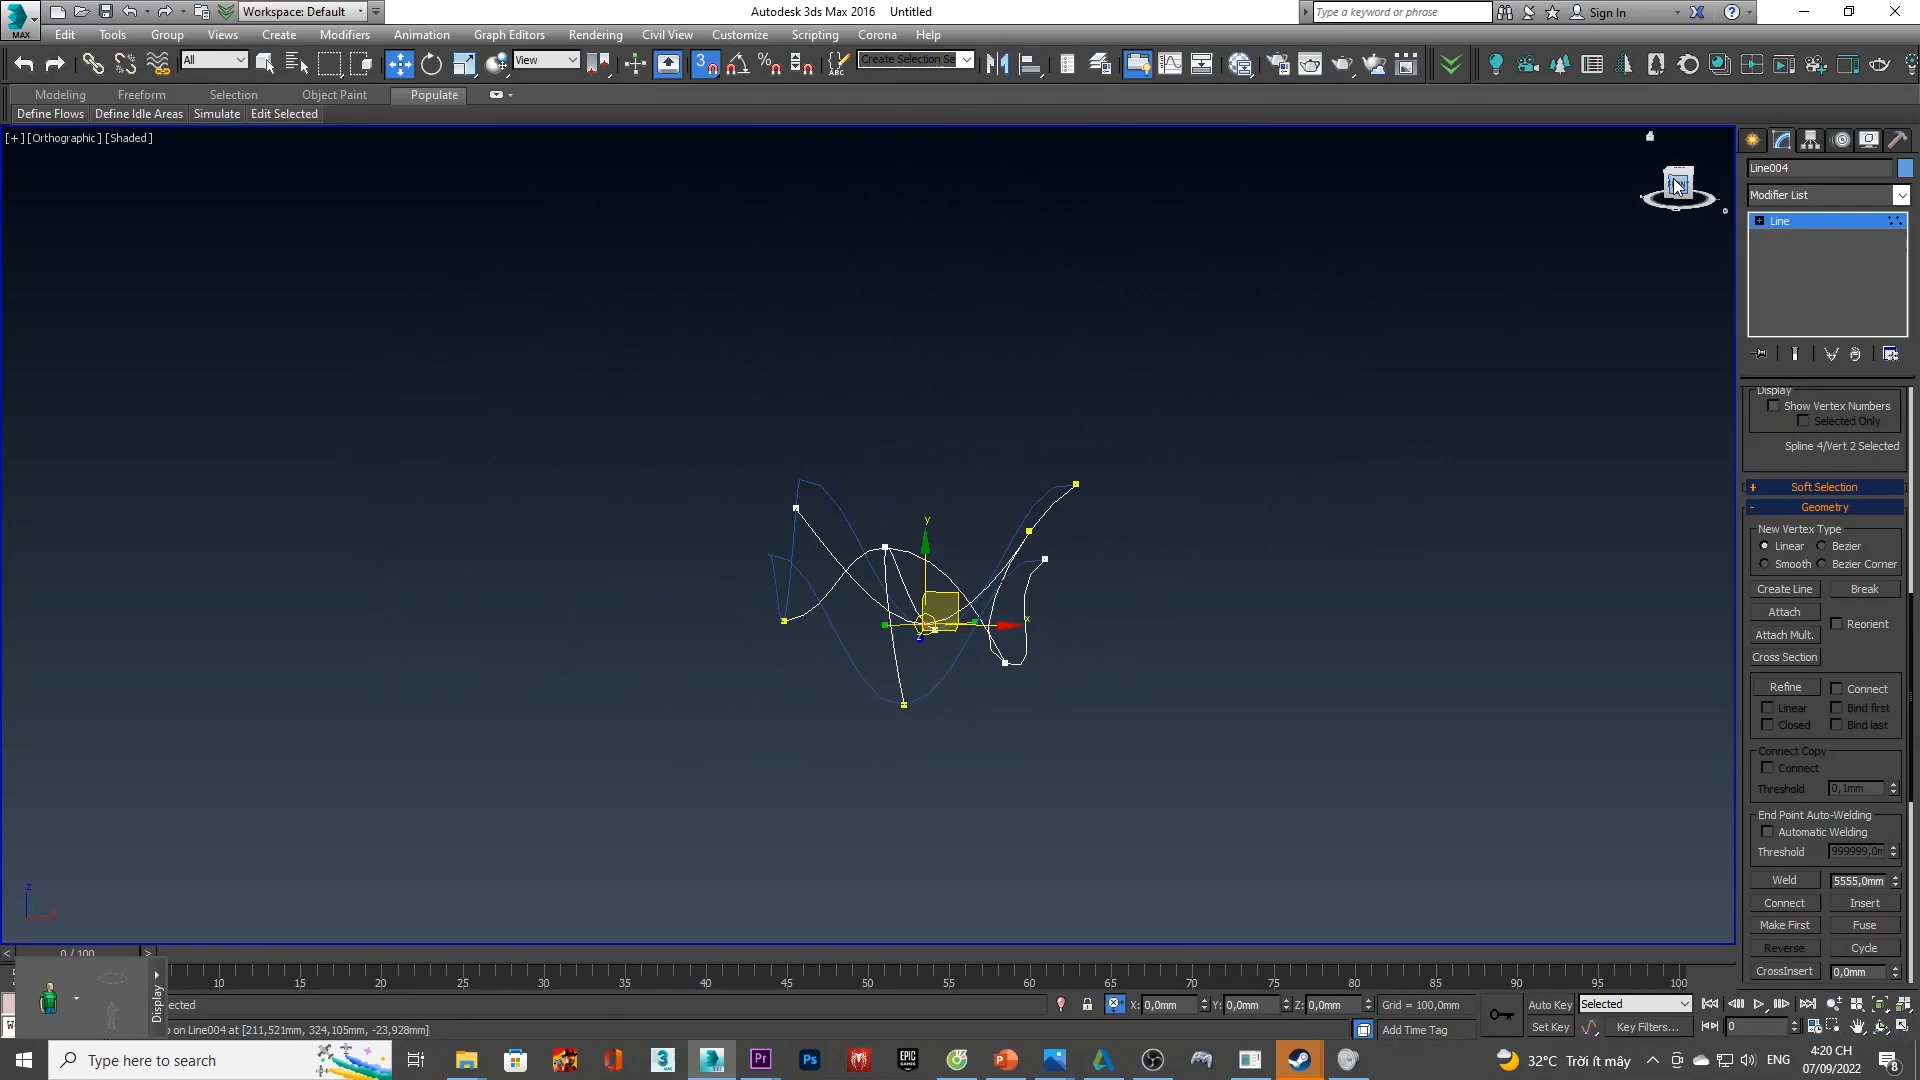 Workspace: Default
Autodesk 3ds Max 2016 Untitled
Type a keyword or phrase
Sign In
MAX
Edit Tools Group Views Create Modifiers Animation Graph Editors Rendering Civil View Customize Scripting Corona Help
All
View
3
ABC
Create Selection Se
Modeling Freeform Selection Object Paint Populate
Define Flows Define Idle Areas Simulate Edit Selected
[+] [Orthographic] [Shaded]
Line004
Modifier List
Line
Display
Show Vertex Numbers
Selected Only
Spline 4/Vert 2 Selected
+ Soft Selection
- Geometry
New Vertex Type
Linear Bezier
Smooth Bezier Corner
Create Line Break
Attach
Reorient
Attach Mult.
Cross Section
Refine Connect
Linear Bind first
Closed Bind last
Connect Copy
Connect
Threshold 0,1mm
End Point Auto-Welding
Automatic Welding
Threshold 999999,0m
Weld 5555,0mm
Connect Insert
Make First Fuse
Reverse Cycle
CrossInsert 0,0mm
y
x
z
z
0 / 100
10 15 20 25 30 35 40 45 50 55 60 65 70 75 80 85 90 95 100
Display
ected
X: 0,0mm Y: 0,0mm Z: 0,0mm Grid = 100,0mm
Auto Key Selected
p on Line004 at [211,521mm, 324,105mm, -23,928mm]
Add Time Tag
Set Key Key Filters... 0
Type here to search
32°C Trời ít mây
ENG
4:20 CH
07/09/2022
8